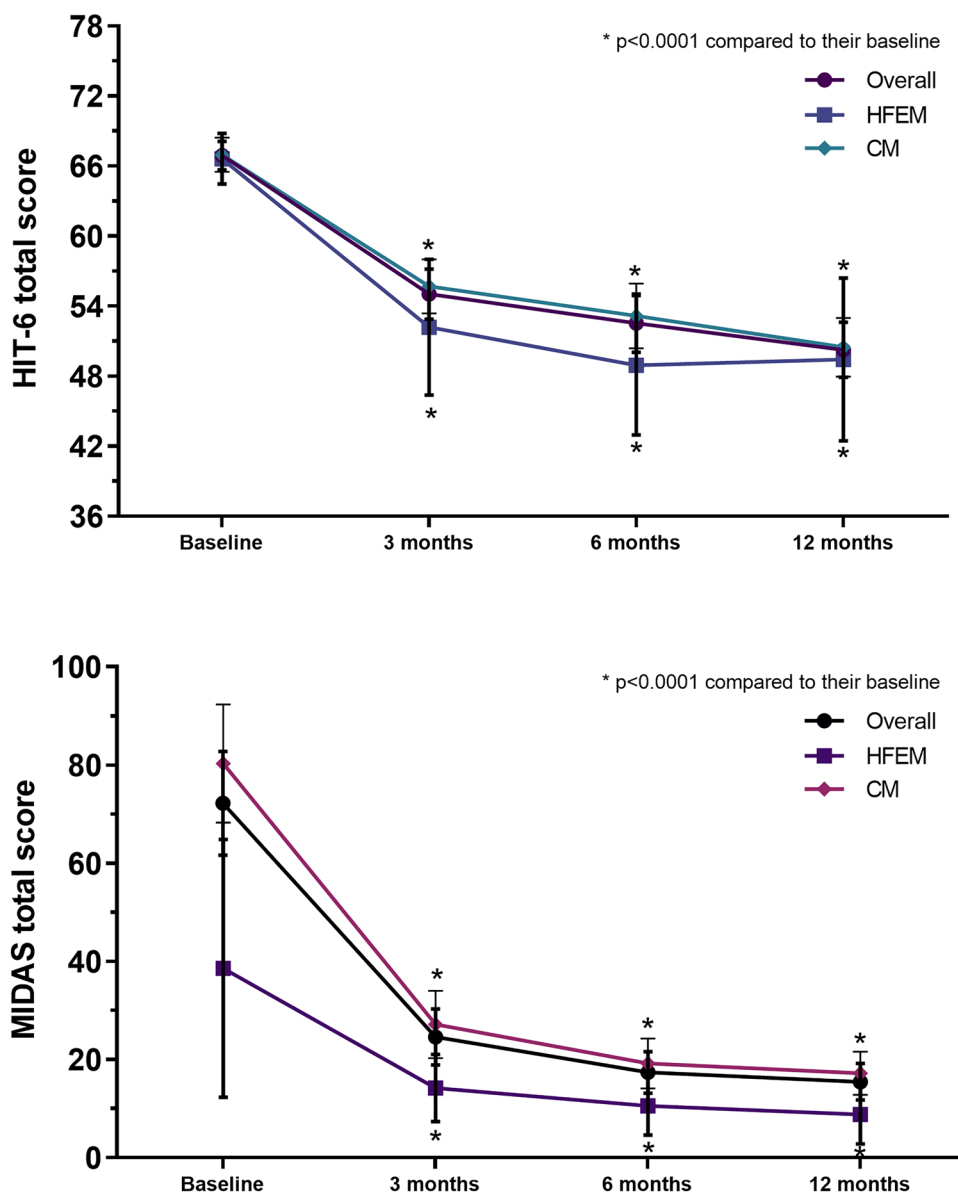 78
* p<0.0001 compared to their baseline
Overall
72
HFEM
CM
66
60
54
48
42
36
HIT-6 total score
* *
* *
* *
Baseline 3 months 6 months 12 months
100
* p<0.0001 compared to their baseline
Overall
HFEM
80
CM
60
40
20
0
MIDAS total score
* *
* *
* *
Baseline 3 months 6 months 12 months